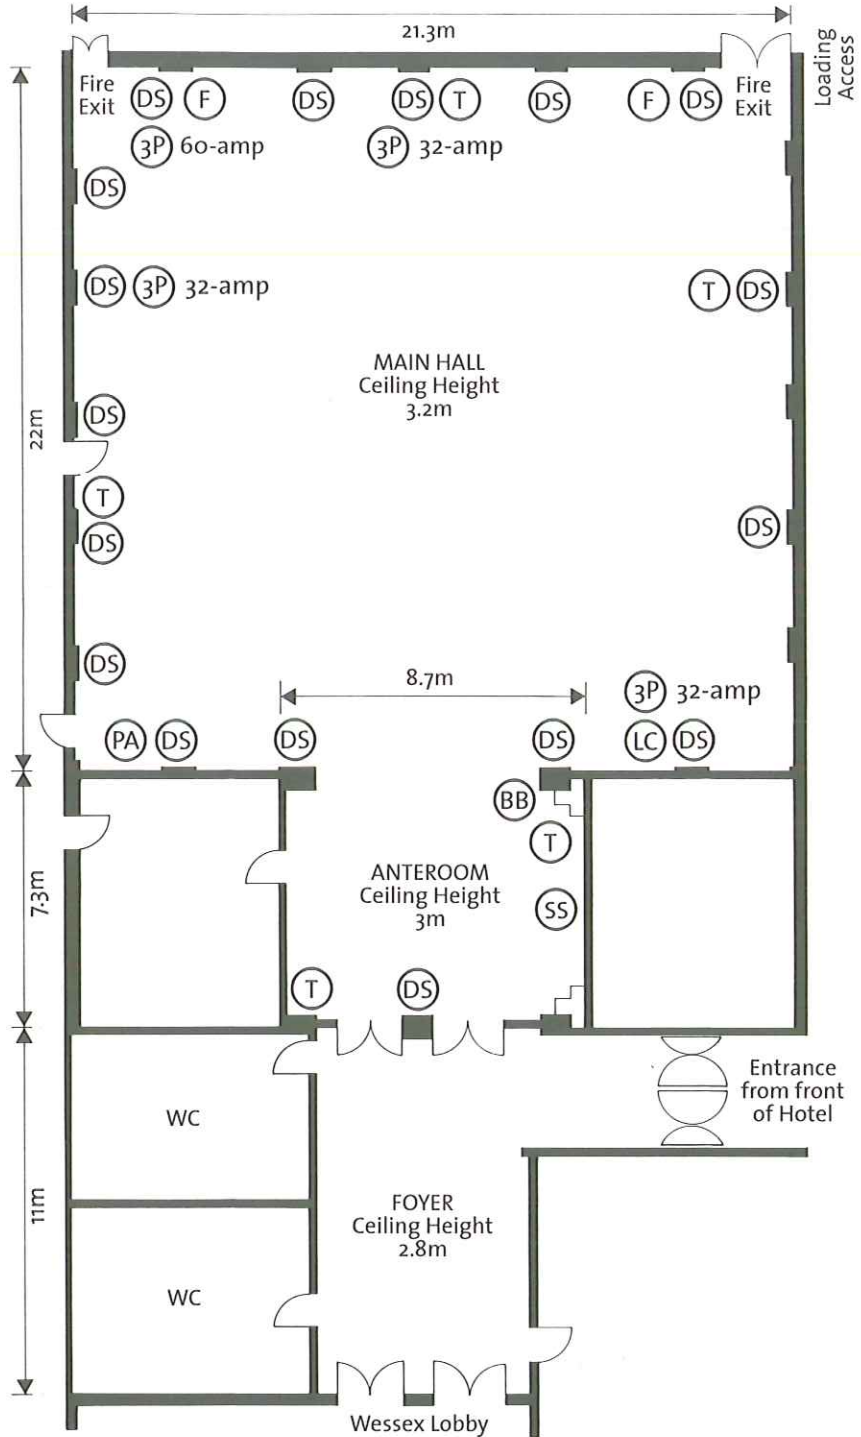 21.3m
Loading
Access
Fire
Exit
DS F DS DS T DS F DS
Fire
Exit
3P 60-amp 3P 32-amp
DS
DS 3P 32-amp
T DS
MAIN HALL
Ceiling Height
3.2m
22m
DS
T
DS
DS
DS
8.7m
3P 32-amp
PA DS DS DS LC DS
BB
T
ANTEROOM
Ceiling Height
3m
SS
7.3m
T DS
Entrance
from front
of Hotel
WC
11m
FOYER
Ceiling Height
2.8m
WC
Wessex Lobby